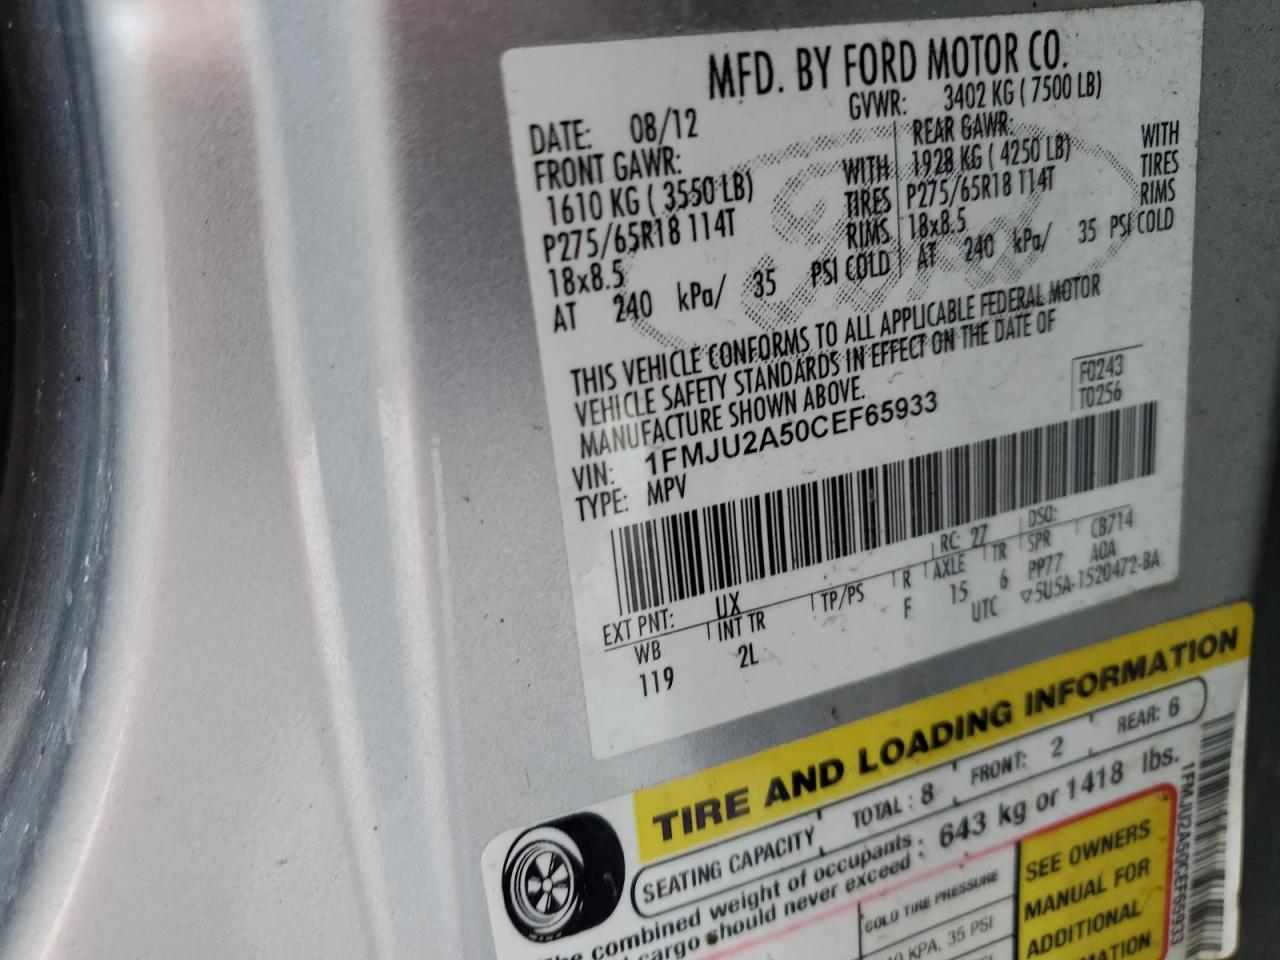 MFD. BY FORD MOTOR CO.
DATE: 08/12 GVWR: 3402 KG ( 7500 LB)
FRONT GAWR: REAR GAWR:
1610 KG ( 3550 LB) WITH 1928 KG ( 4250 LB) WITH
P275/65R18 114T TIRES P275/65R18 114T TIRES
18x8.5 RIMS 18x8.5 RIMS
AT 240 kPa/ 35 PSI COLD AT 240 kPa/ 35 PSI COLD
THIS VEHICLE CONFORMS TO ALL APPLICABLE FEDERAL MOTOR
VEHICLE SAFETY STANDARDS IN EFFECT ON THE DATE OF
MANUFACTURE SHOWN ABOVE.
F0243
T0256
VIN: 1FMJU2A50CEF65933
TYPE: MPV
EXT PNT: UX RC: 27 DSO:
WB INT TR TP/PS R AXLE TR SPR CB714
119 2L F 15 6 PP77 AOA
UTC ▽5U5A-1520472-BA
TIRE AND LOADING INFORMATION
SEATING CAPACITY TOTAL : 8 FRONT: 2 REAR: 6
The combined weight of occupants
cargo should never exceed : 643 kg or 1418 lbs.
COLD TIRE PRESSURE
KPA, 35 PSI
SEE OWNERS
MANUAL FOR
ADDITIONAL
1FMJU2A50CEF65933